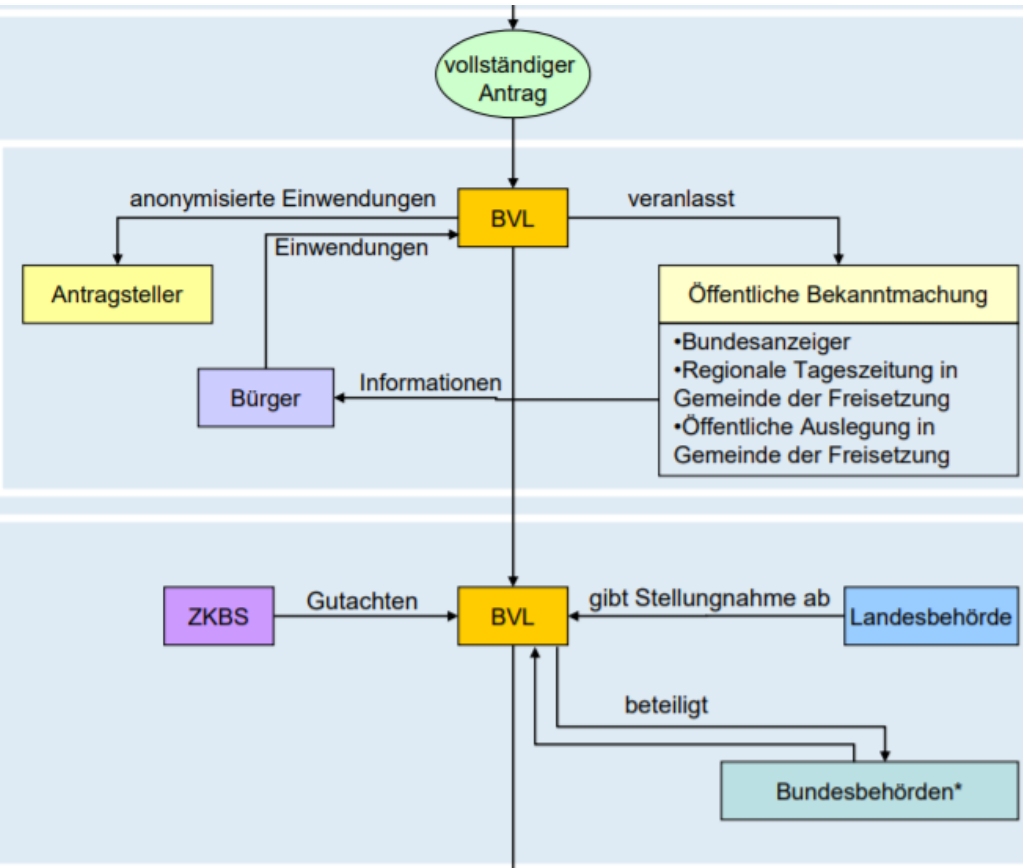 vollständiger
Antrag
anonymisierte Einwendungen
BVL
veranlasst
Einwendungen
Antragsteller
Öffentliche Bekanntmachung
•Bundesanzeiger
•Regionale Tageszeitung in
Gemeinde der Freisetzung
•Öffentliche Auslegung in
Gemeinde der Freisetzung
Informationen
Bürger
ZKBS
Gutachten
BVL
gibt Stellungnahme ab
Landesbehörde
beteiligt
Bundesbehörden*